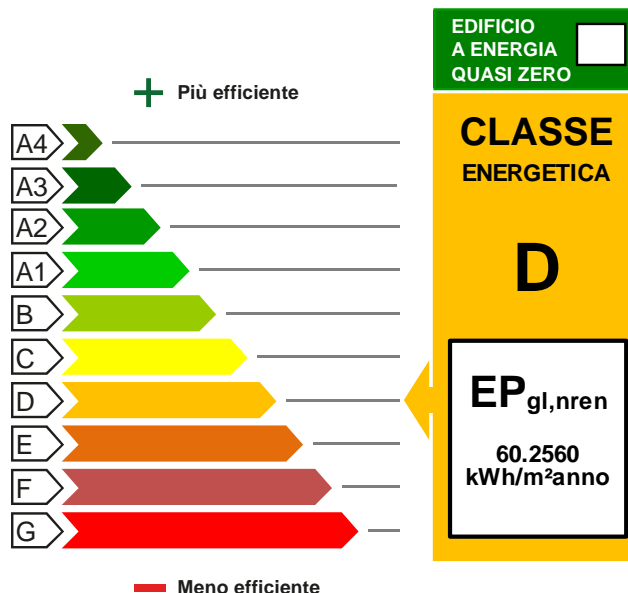 EDIFICIO
A ENERGIA
QUASI ZERO
Più efficiente
A4
A3
A2
A1
B
C
D
E
F
G
Meno efficiente
CLASSE
ENERGETICA
D
EPgl,nren
60.2560
kWh/m²anno